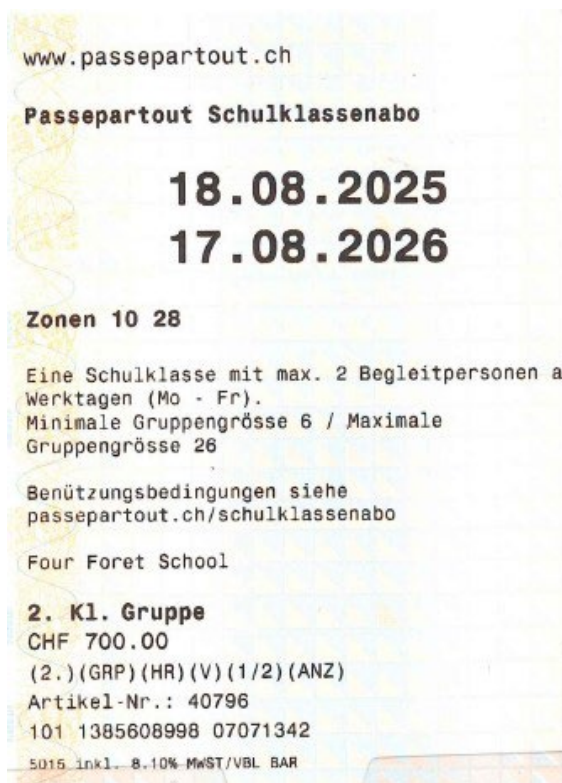 www.passepartout.ch
Passepartout Schulklassenabo
18.08.2025
17.08.2026
Zonen 10 28
Eine Schulklasse mit max. 2 Begleitpersonen a
Werktagen (Mo - Fr).
Minimale Gruppengrösse 6 / Maximale
Gruppengrösse 26
Benützungsbedingungen siehe
passepartout.ch/schulklassenabo
Four Foret School
2. Kl. Gruppe
CHF 700.00
(2.)(GRP)(HR)(V)(1/2)(ANZ)
Artikel-Nr.: 40796
101 1385608998 07071342
5015 inkl. 8.10% MWST/VBL BAR